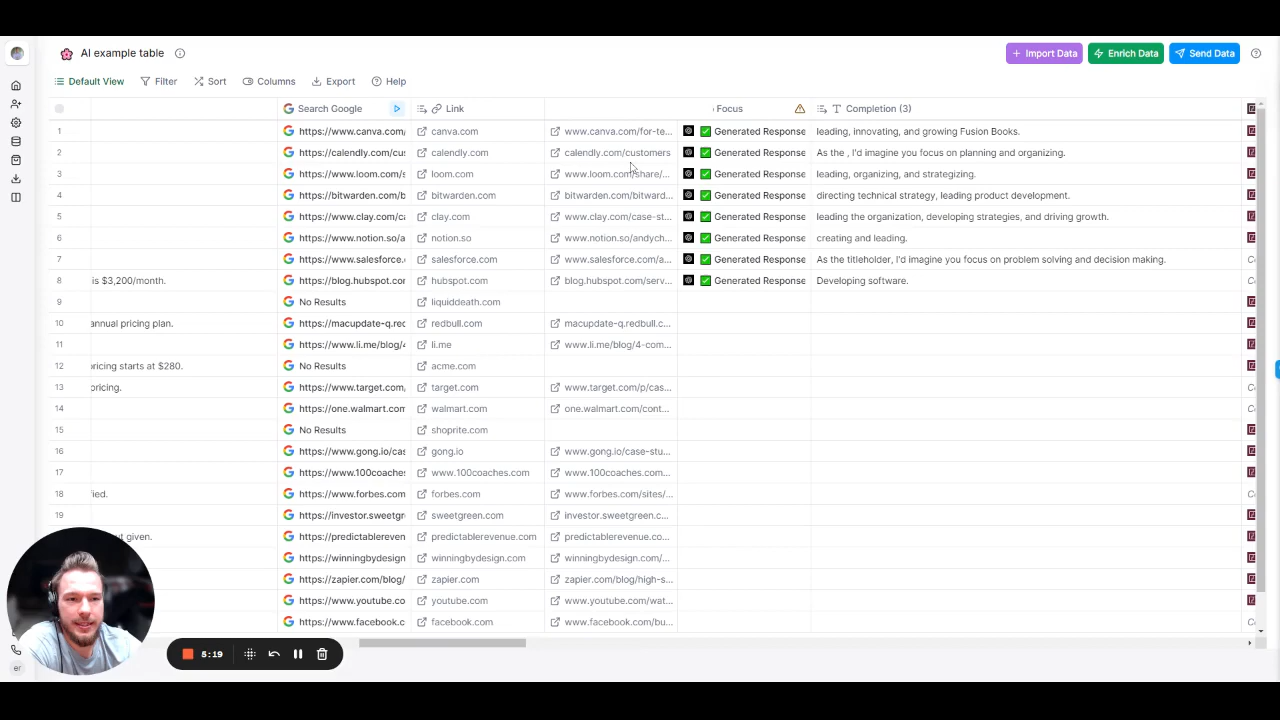 AI example table
Import Data
Enrich Data
Send Data
Default View
Filter
Sort
Columns
Export
Help
Search Google
Link
Focus
Completion (3)
1 https://www.canva.com/ canva.com www.canva.com/for-te... Generated Response leading, innovating, and growing Fusion Books.
2 https://calendly.com/cus calendly.com calendly.com/customers Generated Response As the , I'd imagine you focus on planning and organizing.
3 https://www.loom.com/s loom.com www.loom.com/share/... Generated Response leading, organizing, and strategizing.
4 https://bitwarden.com/b bitwarden.com bitwarden.com/bitward... Generated Response directing technical strategy, leading product development.
5 https://www.clay.com/ca clay.com www.clay.com/case-st... Generated Response leading the organization, developing strategies, and driving growth.
6 https://www.notion.so/a notion.so www.notion.so/andych... Generated Response creating and leading.
7 https://www.salesforce. salesforce.com www.salesforce.com/a... Generated Response As the titleholder, I'd imagine you focus on problem solving and decision making.
8 is $3,200/month. https://blog.hubspot.co hubspot.com blog.hubspot.com/serv... Generated Response Developing software.
9 No Results liquiddeath.com
10 annual pricing plan. https://macupdate-q.red redbull.com macupdate-q.redbull.c...
11 https://www.li.me/blog/4 li.me www.li.me/blog/4-com...
12 pricing starts at $280. No Results acme.com
13 pricing. https://www.target.com, target.com www.target.com/p/cas...
14 https://one.walmart.com walmart.com one.walmart.com/cont...
15 No Results shoprite.com
16 https://www.gong.io/cas gong.io www.gong.io/case-stu...
17 https://www.100coaches www.100coaches.com www.100coaches.com...
18 fied. https://www.forbes.com forbes.com www.forbes.com/sites/...
19 https://investor.sweetgr sweetgreen.com investor.sweetgreen.c...
given. https://predictablereven predictablerevenue.com predictablerevenue.co...
https://winningbydesign winningbydesign.com winningbydesign.com/...
https://zapier.com/blog/ zapier.com zapier.com/blog/high-s...
https://www.youtube.co youtube.com www.youtube.com/wat...
https://www.facebook.c facebook.com www.facebook.com/bu...
5:19
er